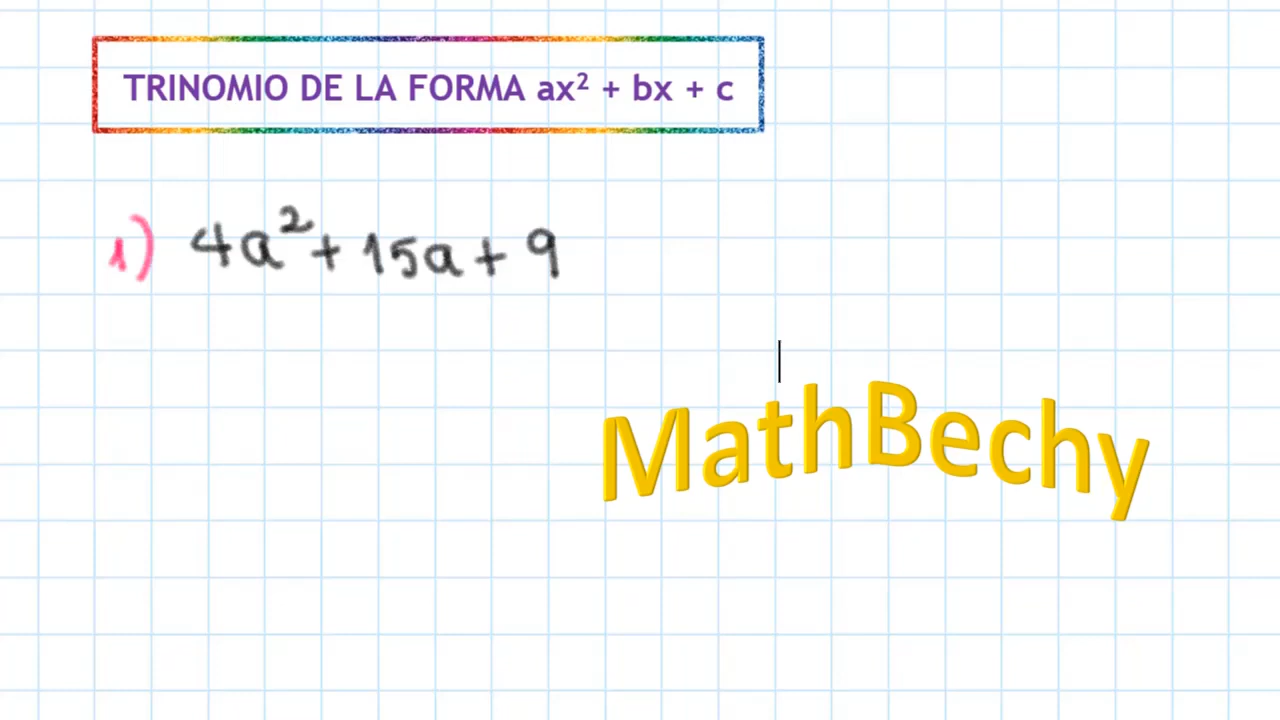 TRINOMIO DE LA FORMA ax² + bx + c
1) 4a² + 15a + 9
MathBechy